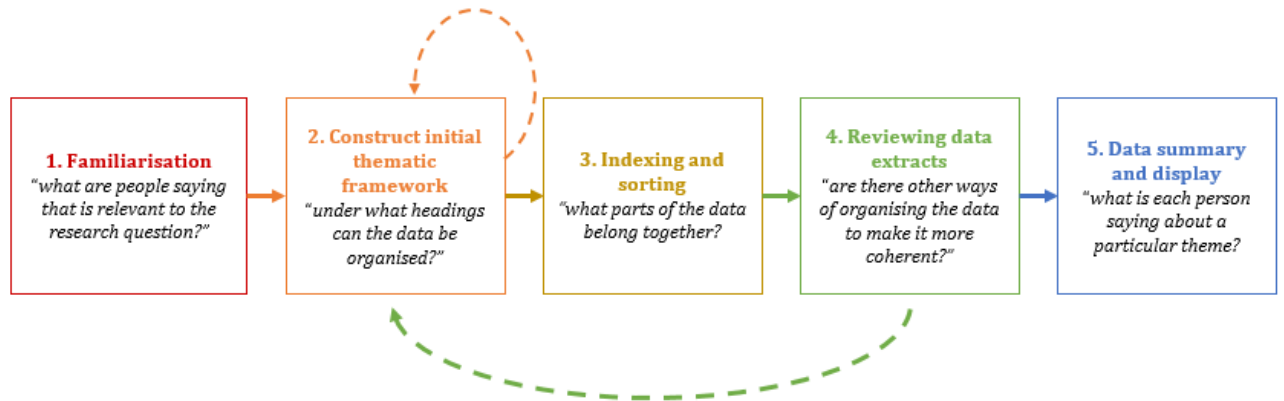 1. Familiarisation
“what are people saying
that is relevant to the
research question?”
2. Construct initial
thematic
framework
“under what headings
can the data be
organised?”
3. Indexing and
sorting
“what parts of the data
belong together?
4. Reviewing data
extracts
“are there other ways
of organising the data
to make it more
coherent?”
5. Data summary
and display
“what is each person
saying about a
particular theme?